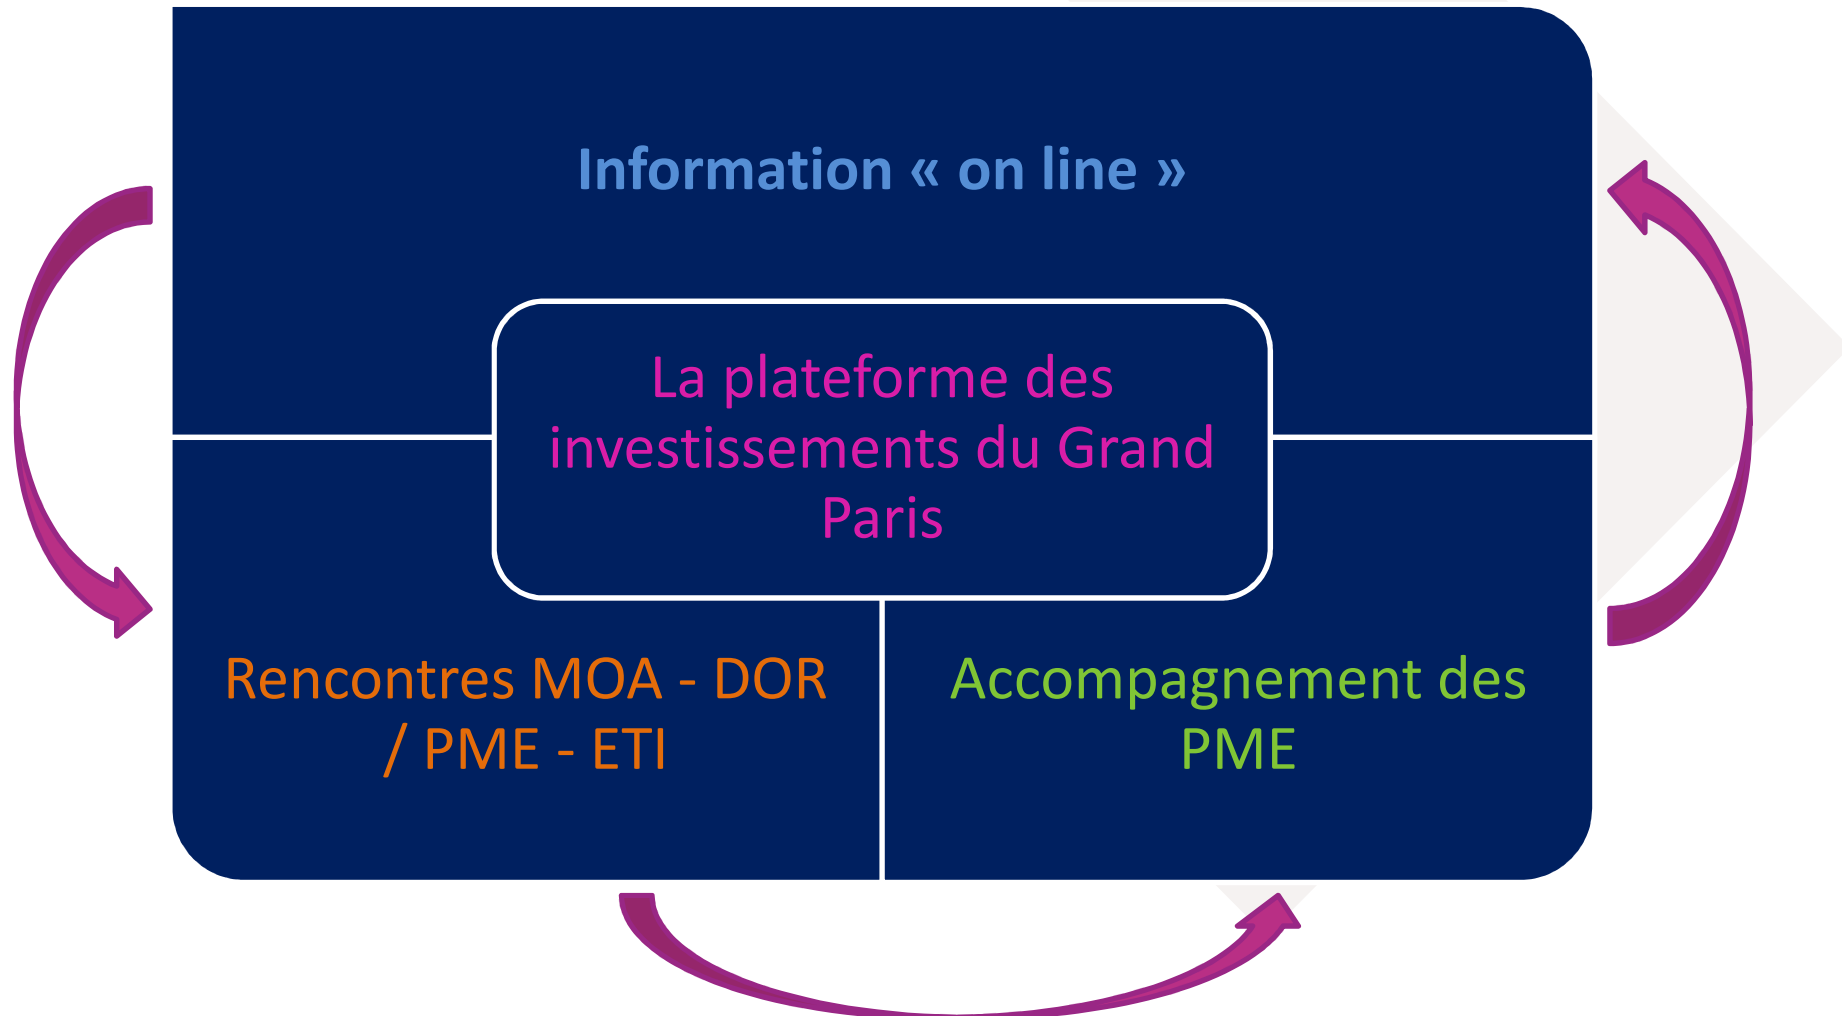 Information « on line »
La plateforme des
investissements du Grand
Paris
Rencontres MOA - DOR
/ PME - ETI
Accompagnement des
PME